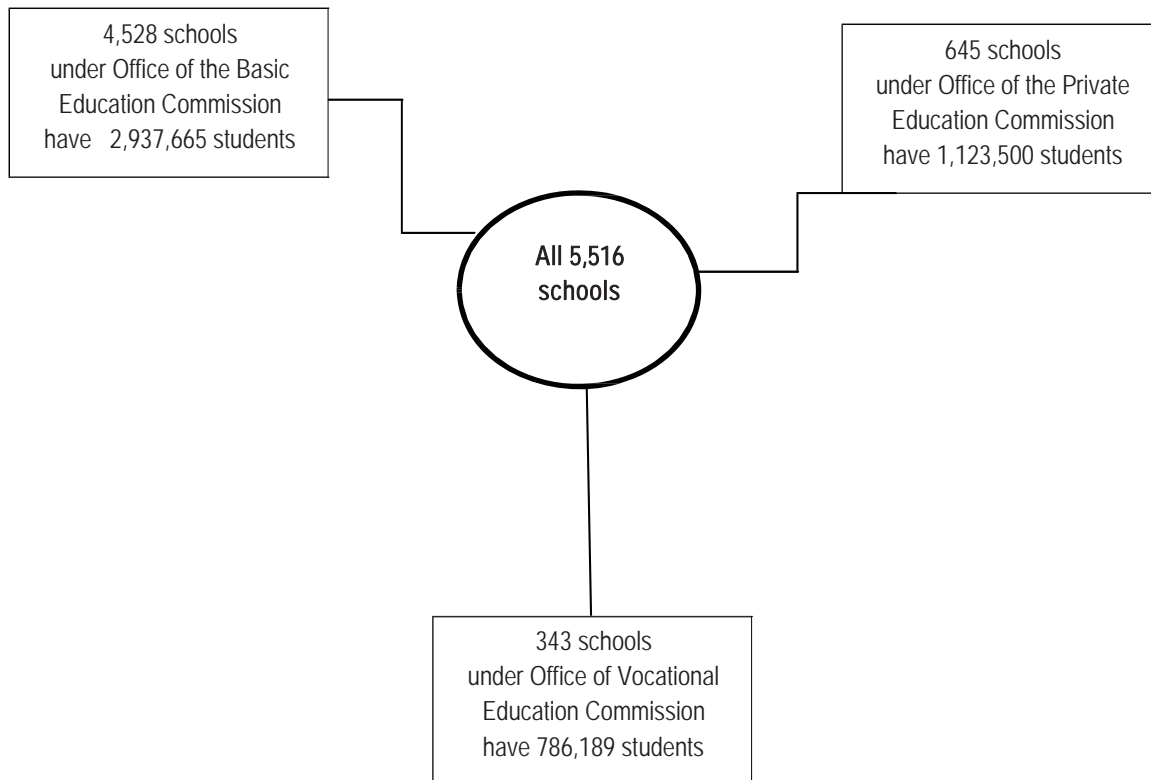 4,528 schools
under Office of the Basic
Education Commission
have 2,937,665 students
645 schools
under Office of the Private
Education Commission
have 1,123,500 students
All 5,516
schools
343 schools
under Office of Vocational
Education Commission
have 786,189 students